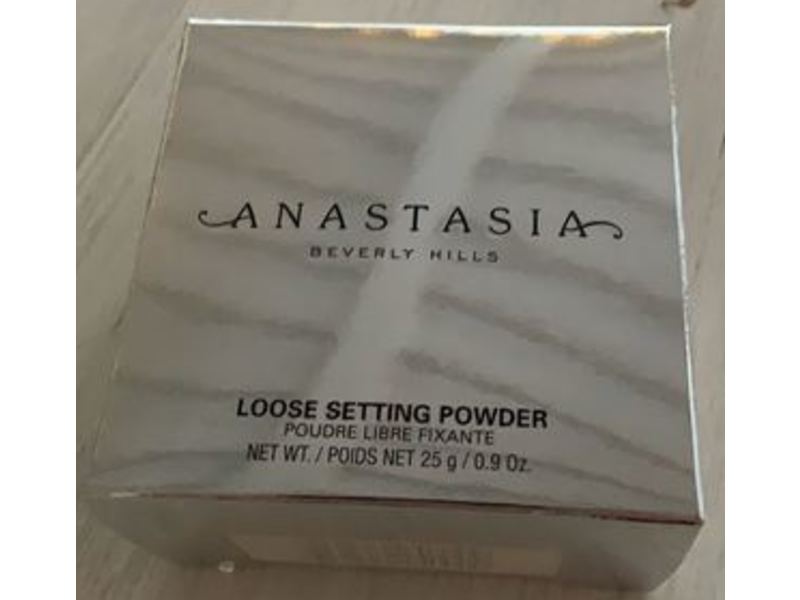 ANASTASIA
BEVERLY HILLS
LOOSE SETTING POWDER
POUDRE LIBRE FIXANTE
NET WT. / POIDS NET 25 g / 0.9 Oz.